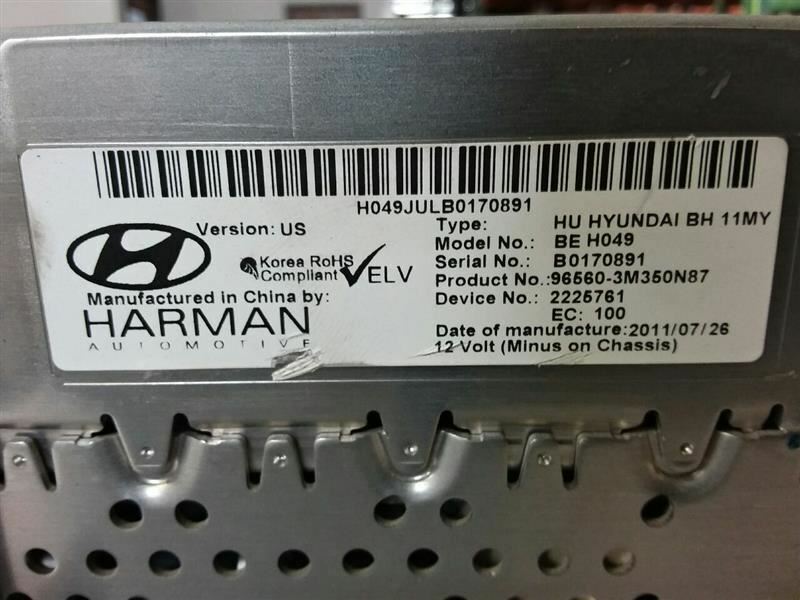 H049JULB0170891
Version: US
Korea RoHS
Compliant ELV
Manufactured in China by:
HARMAN
AUTOMOTIVE
Type: HU HYUNDAI BH 11MY
Model No.: BE H049
Serial No.: B0170891
Product No.:96560-3M350N87
Device No.: 2225761
EC: 100
Date of manufacture:2011/07/26
12 Volt (Minus on Chassis)